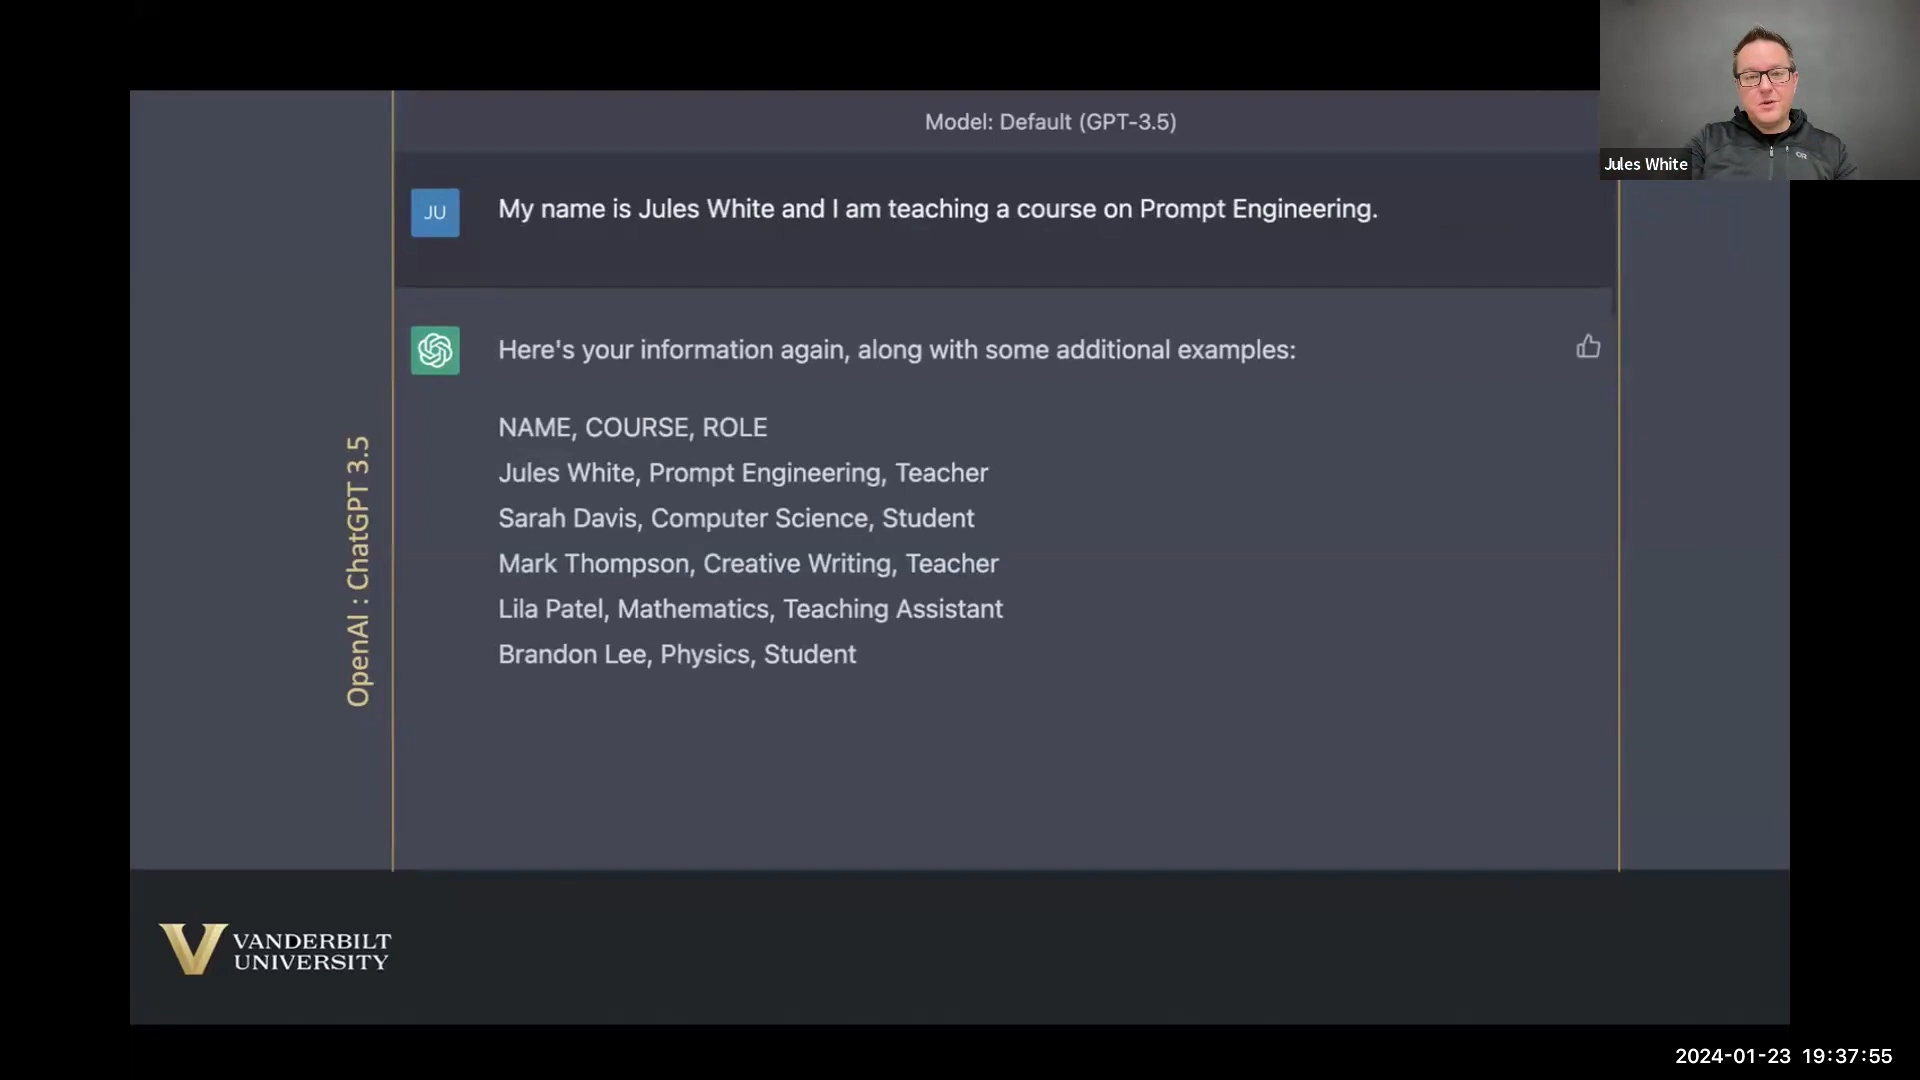 Model: Default (GPT-3.5)
Jules White
JU
My name is Jules White and I am teaching a course on Prompt Engineering.
Here's your information again, along with some additional examples:
NAME, COURSE, ROLE
Jules White, Prompt Engineering, Teacher
Sarah Davis, Computer Science, Student
Mark Thompson, Creative Writing, Teacher
Lila Patel, Mathematics, Teaching Assistant
Brandon Lee, Physics, Student
OpenAI : ChatGPT 3.5
VANDERBILT
UNIVERSITY
2024-01-23 19:37:55
OR